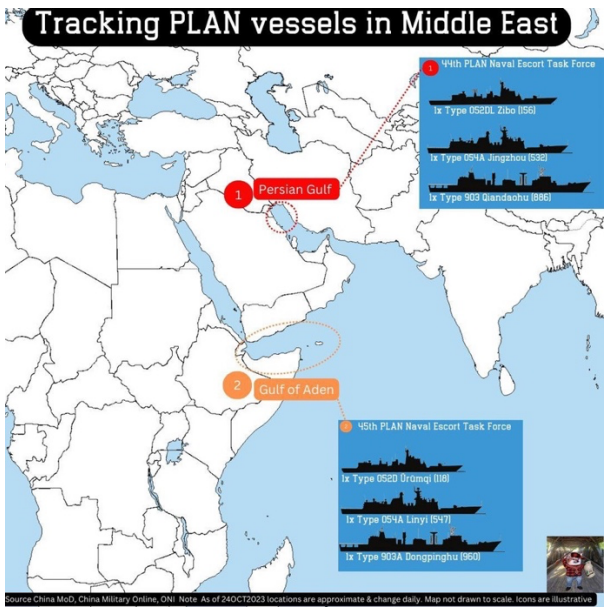 Tracking PLAN vessels in Middle East
1 44th PLAN Naval Escort Task Force
1x Type 052DL Zibo (156)
1x Type 054A Jingzhou (532)
1x Type 903 Qiandaohu (886)
1 Persian Gulf
2 Gulf of Aden
2 45th PLAN Naval Escort Task Force
1x Type 052D Ürümqi (118)
1x Type 054A Linyi (547)
1x Type 903A Dongpinghu (960)
Source China MoD, China Military Online, ONI Note As of 24OCT2023 locations are approximate & change daily. Map not drawn to scale. Icons are illustrative